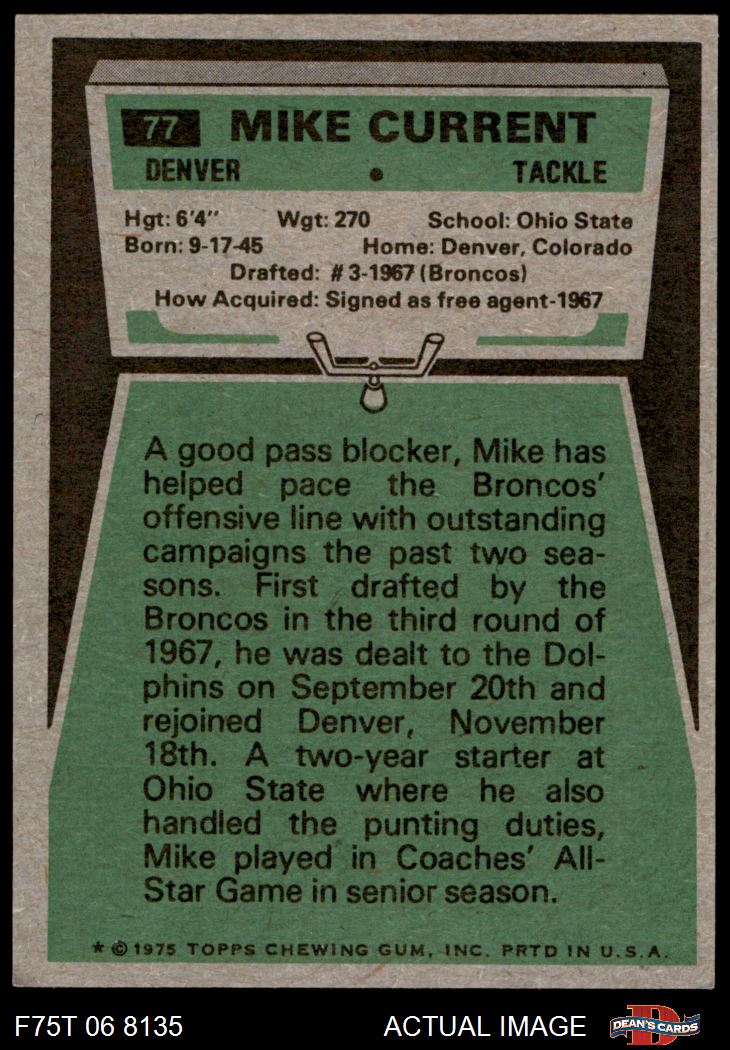 77 MIKE CURRENT
DENVER • TACKLE
Hgt: 6'4" Wgt: 270 School: Ohio State
Born: 9-17-45 Home: Denver, Colorado
Drafted: #3-1967 (Broncos)
How Acquired: Signed as free agent-1967
A good pass blocker, Mike has
helped pace the Broncos'
offensive line with outstanding
campaigns the past two sea-
sons. First drafted by the
Broncos in the third round of
1967, he was dealt to the Dol-
phins on September 20th and
rejoined Denver, November
18th. A two-year starter at
Ohio State where he also
handled the punting duties,
Mike played in Coaches' All-
Star Game in senior season.
* © 1975 TOPPS CHEWING GUM, INC. PRTD IN U.S.A.
F75T 06 8135 ACTUAL IMAGE D DEAN'S CARDS